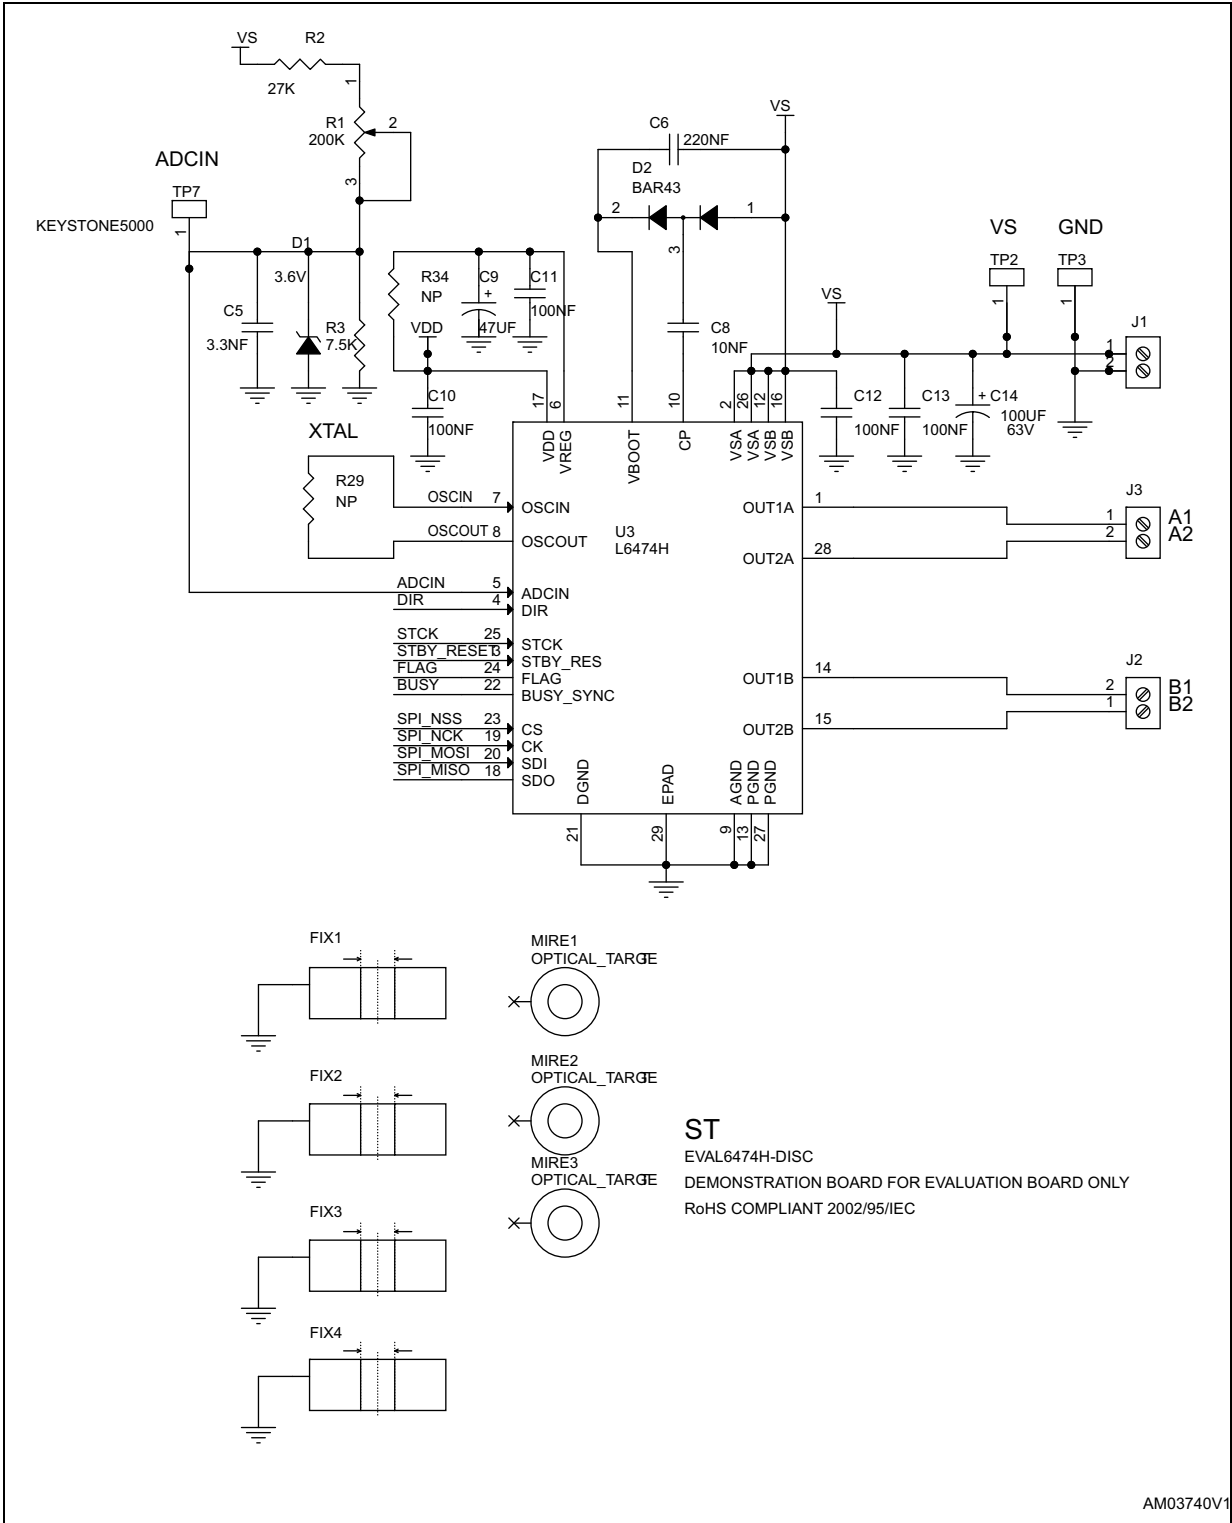 VS R2
27K
1
R1
200K
2
3
ADCIN
TP7
KEYSTONE5000
1
D1
3.6V
C5
3.3NF
R3
7.5K
R34
NP
C9
+
47UF
C11
100NF
VDD
C10
100NF
VS
C6
220NF
D2
BAR43
2
1
3
C8
10NF
VS
VS GND
TP2 TP3
1 1
J1
1
2
C12
100NF
C13
100NF
+ C14
100UF
63V
17 6 11 10 2 26 12 16
VDD VREG VBOOT CP VSA VSA VSB VSB
XTAL
R29
NP
OSCIN 7 OSCIN
OSCOUT 8 OSCOUT
U3
L6474H
ADCIN 5 ADCIN
DIR 4 DIR
STCK 25 STCK
STBY_RESET 3 STBY_RES
FLAG 24 FLAG
BUSY 22 BUSY_SYNC
SPI_NSS 23 CS
SPI_NCK 19 CK
SPI_MOSI 20 SDI
SPI_MISO 18 SDO
OUT1A 1
OUT2A 28
J3
1 A1
2 A2
OUT1B 14
OUT2B 15
J2
2 B1
1 B2
DGND EPAD AGND PGND PGND
21 29 9 13 27
FIX1
MIRE1
OPTICAL_TARGE
FIX2
MIRE2
OPTICAL_TARGE
MIRE3
OPTICAL_TARGE
FIX3
FIX4
ST
EVAL6474H-DISC
DEMONSTRATION BOARD FOR EVALUATION BOARD ONLY
RoHS COMPLIANT 2002/95/IEC
AM03740V1